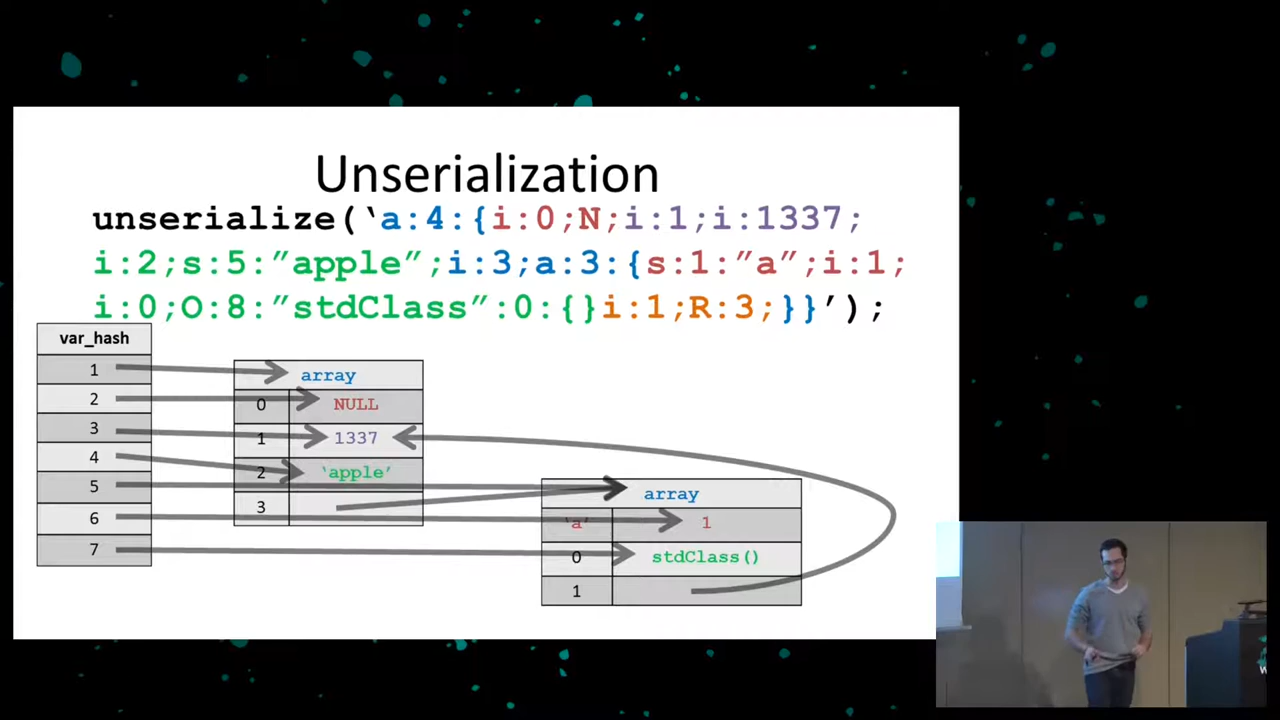 Unserialization
unserialize(‘a:4:{i:0;N;i:1;i:1337;
i:2;s:5:”apple”;i:3;a:3:{s:1:”a”;i:1;
i:0;O:8:”stdClass”:0:{}i:1;R:3;}}’);
var_hash
1
2
3
4
5
6
7
array
0 NULL
1 1337
2 ‘apple’
3
array
‘a’ 1
0 stdClass()
1
W